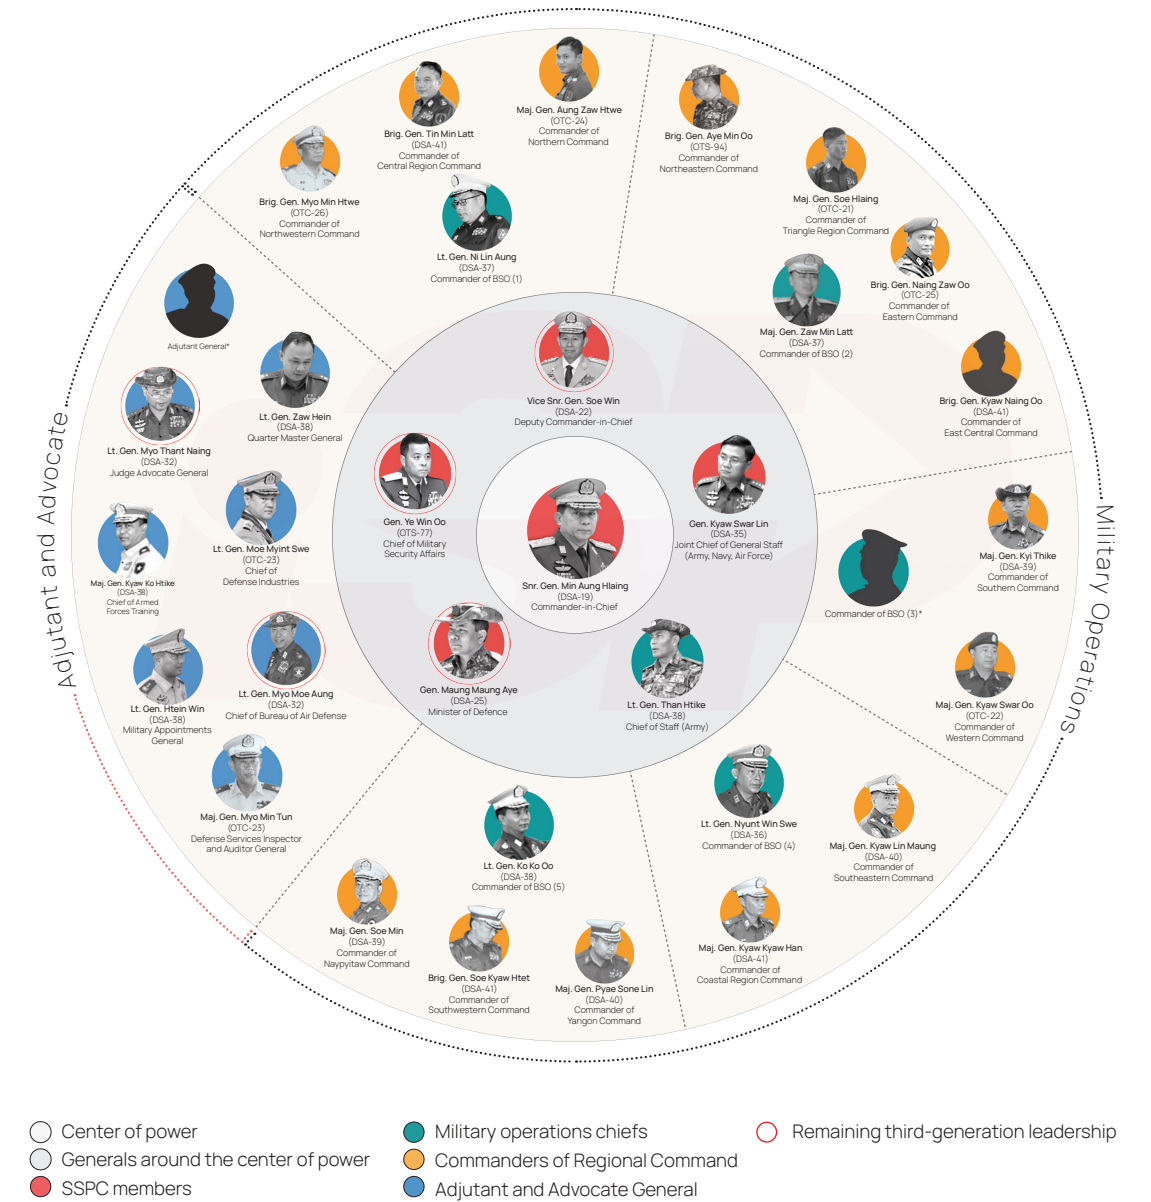 Maj. Gen. Aung Zaw Htwe
(OTC-24)
Commander of
Northern Command
Brig. Gen. Tin Min Latt
(DSA-41)
Commander of
Central Region Command
Brig. Gen. Myo Min Htwe
(OTC-26)
Commander of
Northwestern Command
Lt. Gen. Ni Lin Aung
(DSA-37)
Commander of BSO (1)
Brig. Gen. Aye Min Oo
(OTS-94)
Commander of
Northeastern Command
Maj. Gen. Soe Hlaing
(OTC-21)
Commander of
Triangle Region Command
Brig. Gen. Naing Zaw Oo
(OTC-25)
Commander of
Eastern Command
Maj. Gen. Zaw Min Latt
(DSA-37)
Commander of BSO (2)
Brig. Gen. Kyaw Naing Oo
(DSA-41)
Commander of
East Central Command
Adjutant General*
Lt. Gen. Zaw Hein
(DSA-38)
Quarter Master General
Lt. Gen. Myo Thant Naing
(DSA-32)
Judge Advocate General
Lt. Gen. Moe Myint Swe
(OTC-23)
Chief of
Defense Industries
Maj. Gen. Kyaw Ko Htike
(DSA-38)
Chief of Armed
Forces Training
Lt. Gen. Myo Moe Aung
(DSA-32)
Chief of Bureau of Air Defense
Lt. Gen. Htein Win
(DSA-38)
Military Appointments
General
Maj. Gen. Myo Min Tun
(OTC-23)
Defense Services Inspector
and Auditor General
Adjutant and Advocate
Vice Snr. Gen. Soe Win
(DSA-22)
Deputy Commander-in-Chief
Gen. Ye Win Oo
(OTS-77)
Chief of Military
Security Affairs
Gen. Kyaw Swar Lin
(DSA-35)
Joint Chief of General Staff
(Army, Navy, Air Force)
Snr. Gen. Min Aung Hlaing
(DSA-19)
Commander-in-Chief
Gen. Maung Maung Aye
(DSA-25)
Minister of Defence
Lt. Gen. Than Htike
(DSA-38)
Chief of Staff (Army)
Maj. Gen. Kyi Thike
(DSA-39)
Commander of
Southern Command
Commander of BSO (3)*
Maj. Gen. Kyaw Swar Oo
(OTC-22)
Commander of
Western Command
Military Operations
Lt. Gen. Nyunt Win Swe
(DSA-36)
Commander of BSO (4)
Maj. Gen. Kyaw Lin Maung
(DSA-40)
Commander of
Southeastern Command
Maj. Gen. Kyaw Kyaw Han
(DSA-41)
Commander of
Coastal Region Command
Lt. Gen. Ko Ko Oo
(DSA-38)
Commander of BSO (5)
Maj. Gen. Soe Min
(DSA-39)
Commander of
Naypyitaw Command
Brig. Gen. Soe Kyaw Htet
(DSA-41)
Commander of
Southwestern Command
Maj. Gen. Pyae Sone Lin
(DSA-40)
Commander of
Yangon Command
Center of power
Generals around the center of power
SSPC members
Military operations chiefs
Commanders of Regional Command
Adjutant and Advocate General
Remaining third-generation leadership